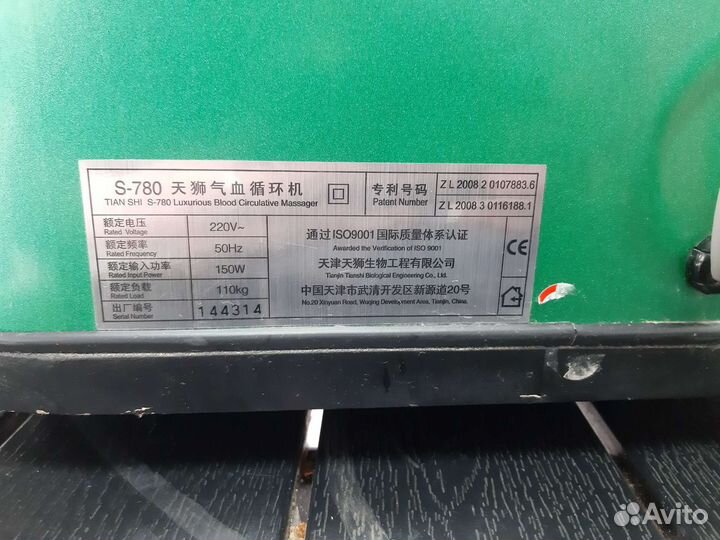 S-780 天狮气血循环机
TIAN SHI S-780 Luxurious Blood Circulative Massager
专利号码
Patent Number
ZL 2008 2 0107883.6
ZL 2008 3 0116188.1
额定电压
Rated Voltage
220V~
额定频率
Rated Frequency
50Hz
额定输入功率
Rated Input Power
150W
额定负载
Rated Load
110kg
出厂编号
Serial Number
144314
通过ISO9001国际质量体系认证
Awarded the Verification of ISO 9001
天津天狮生物工程有限公司
Tianjin Tianshi Biological Engineering Co., Ltd.
中国天津市武清开发区新源道20号
No.20 Xinyuan Road, Wuqing Development Area, Tianjin, China.
CE
Avito